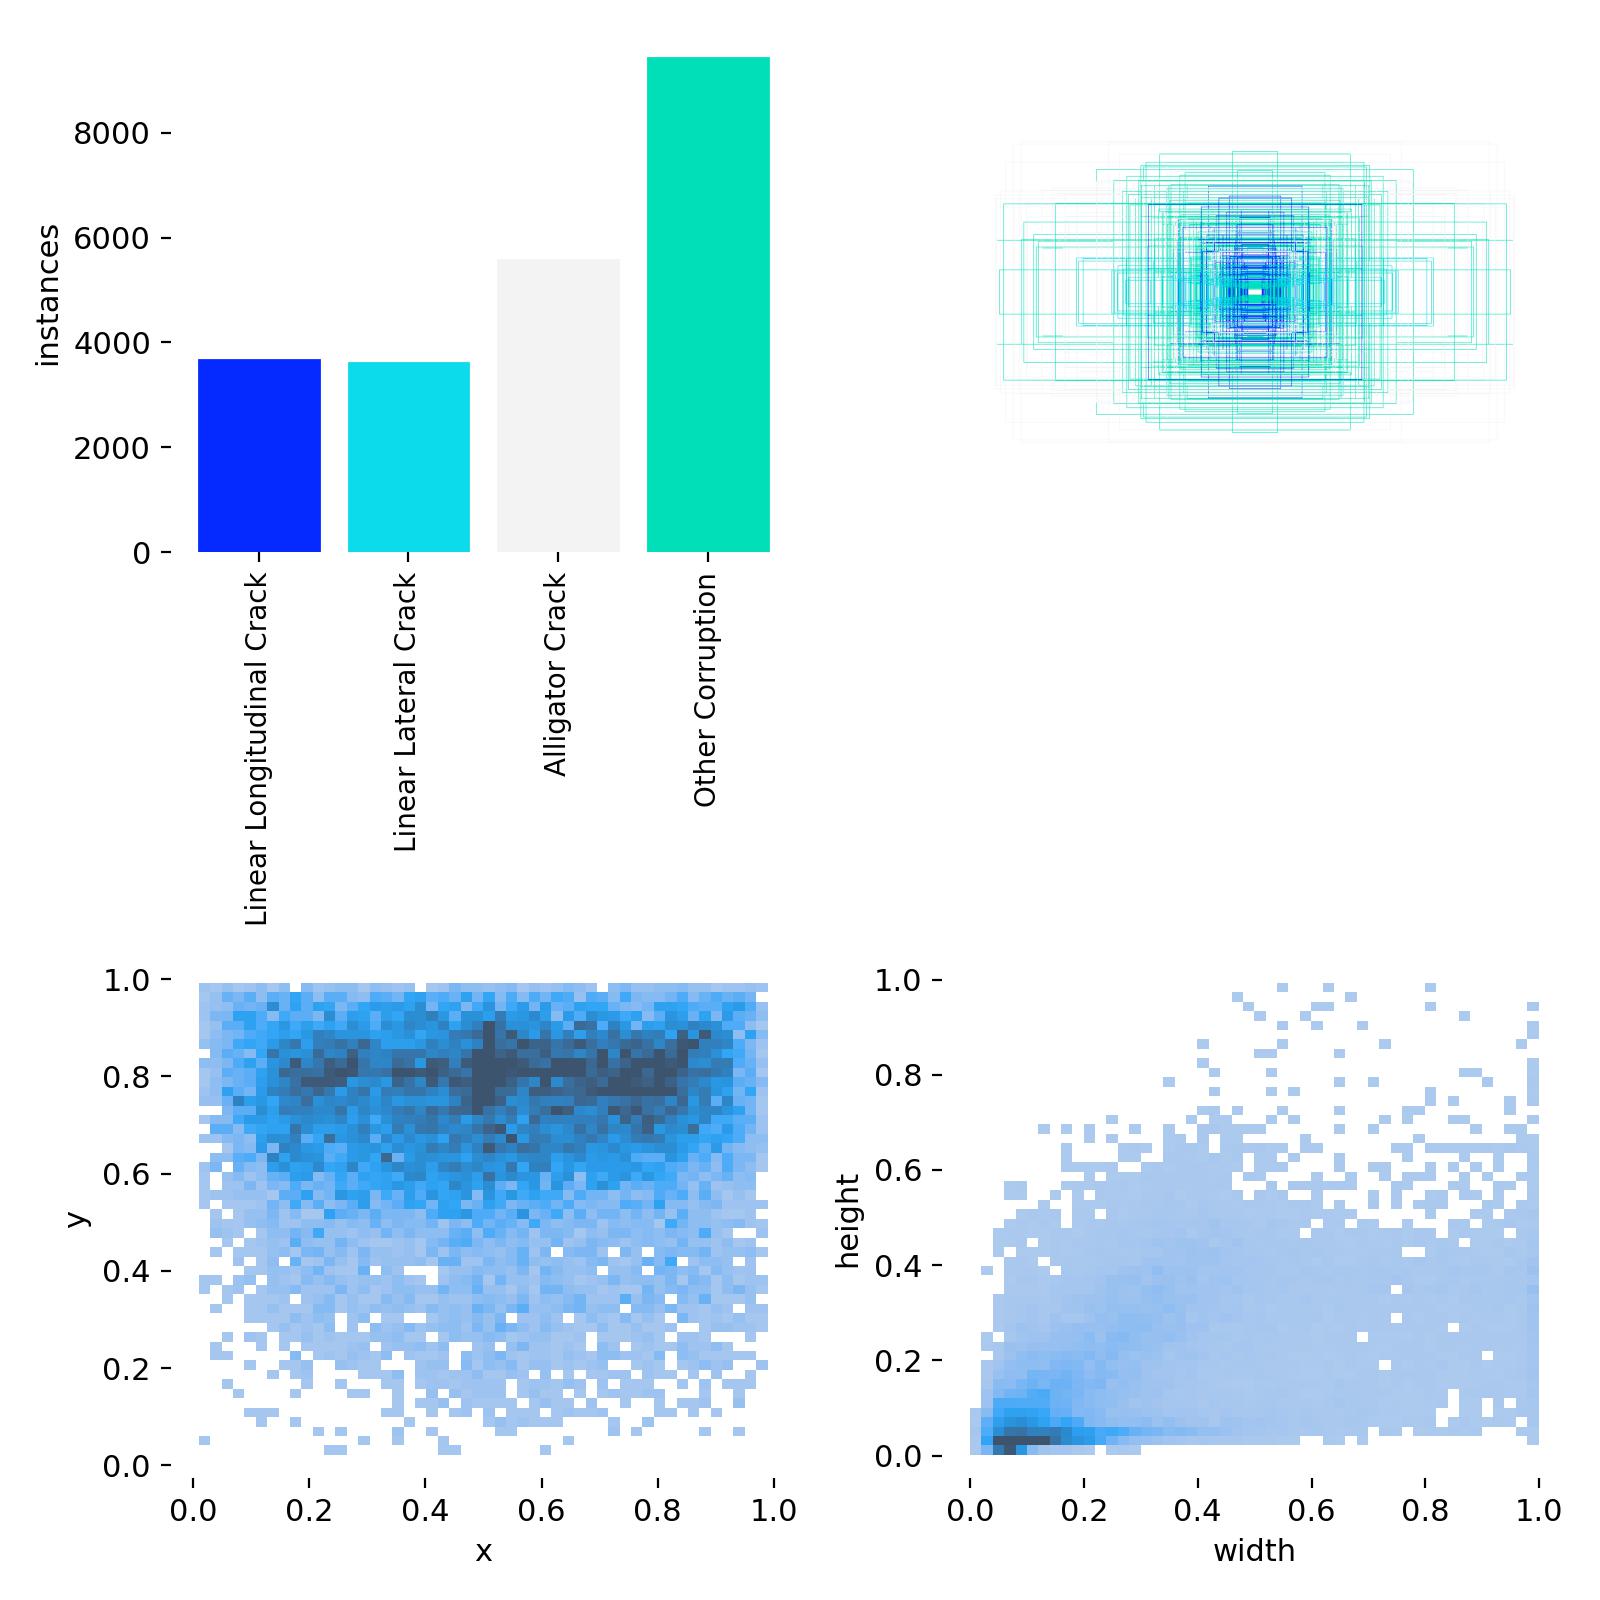 instances
8000
6000
4000
2000
0
Linear Longitudinal Crack
Linear Lateral Crack
Alligator Crack
Other Corruption
y
1.0
0.8
0.6
0.4
0.2
0.0
0.0 0.2 0.4 0.6 0.8 1.0
x
height
1.0
0.8
0.6
0.4
0.2
0.0
0.0 0.2 0.4 0.6 0.8 1.0
width